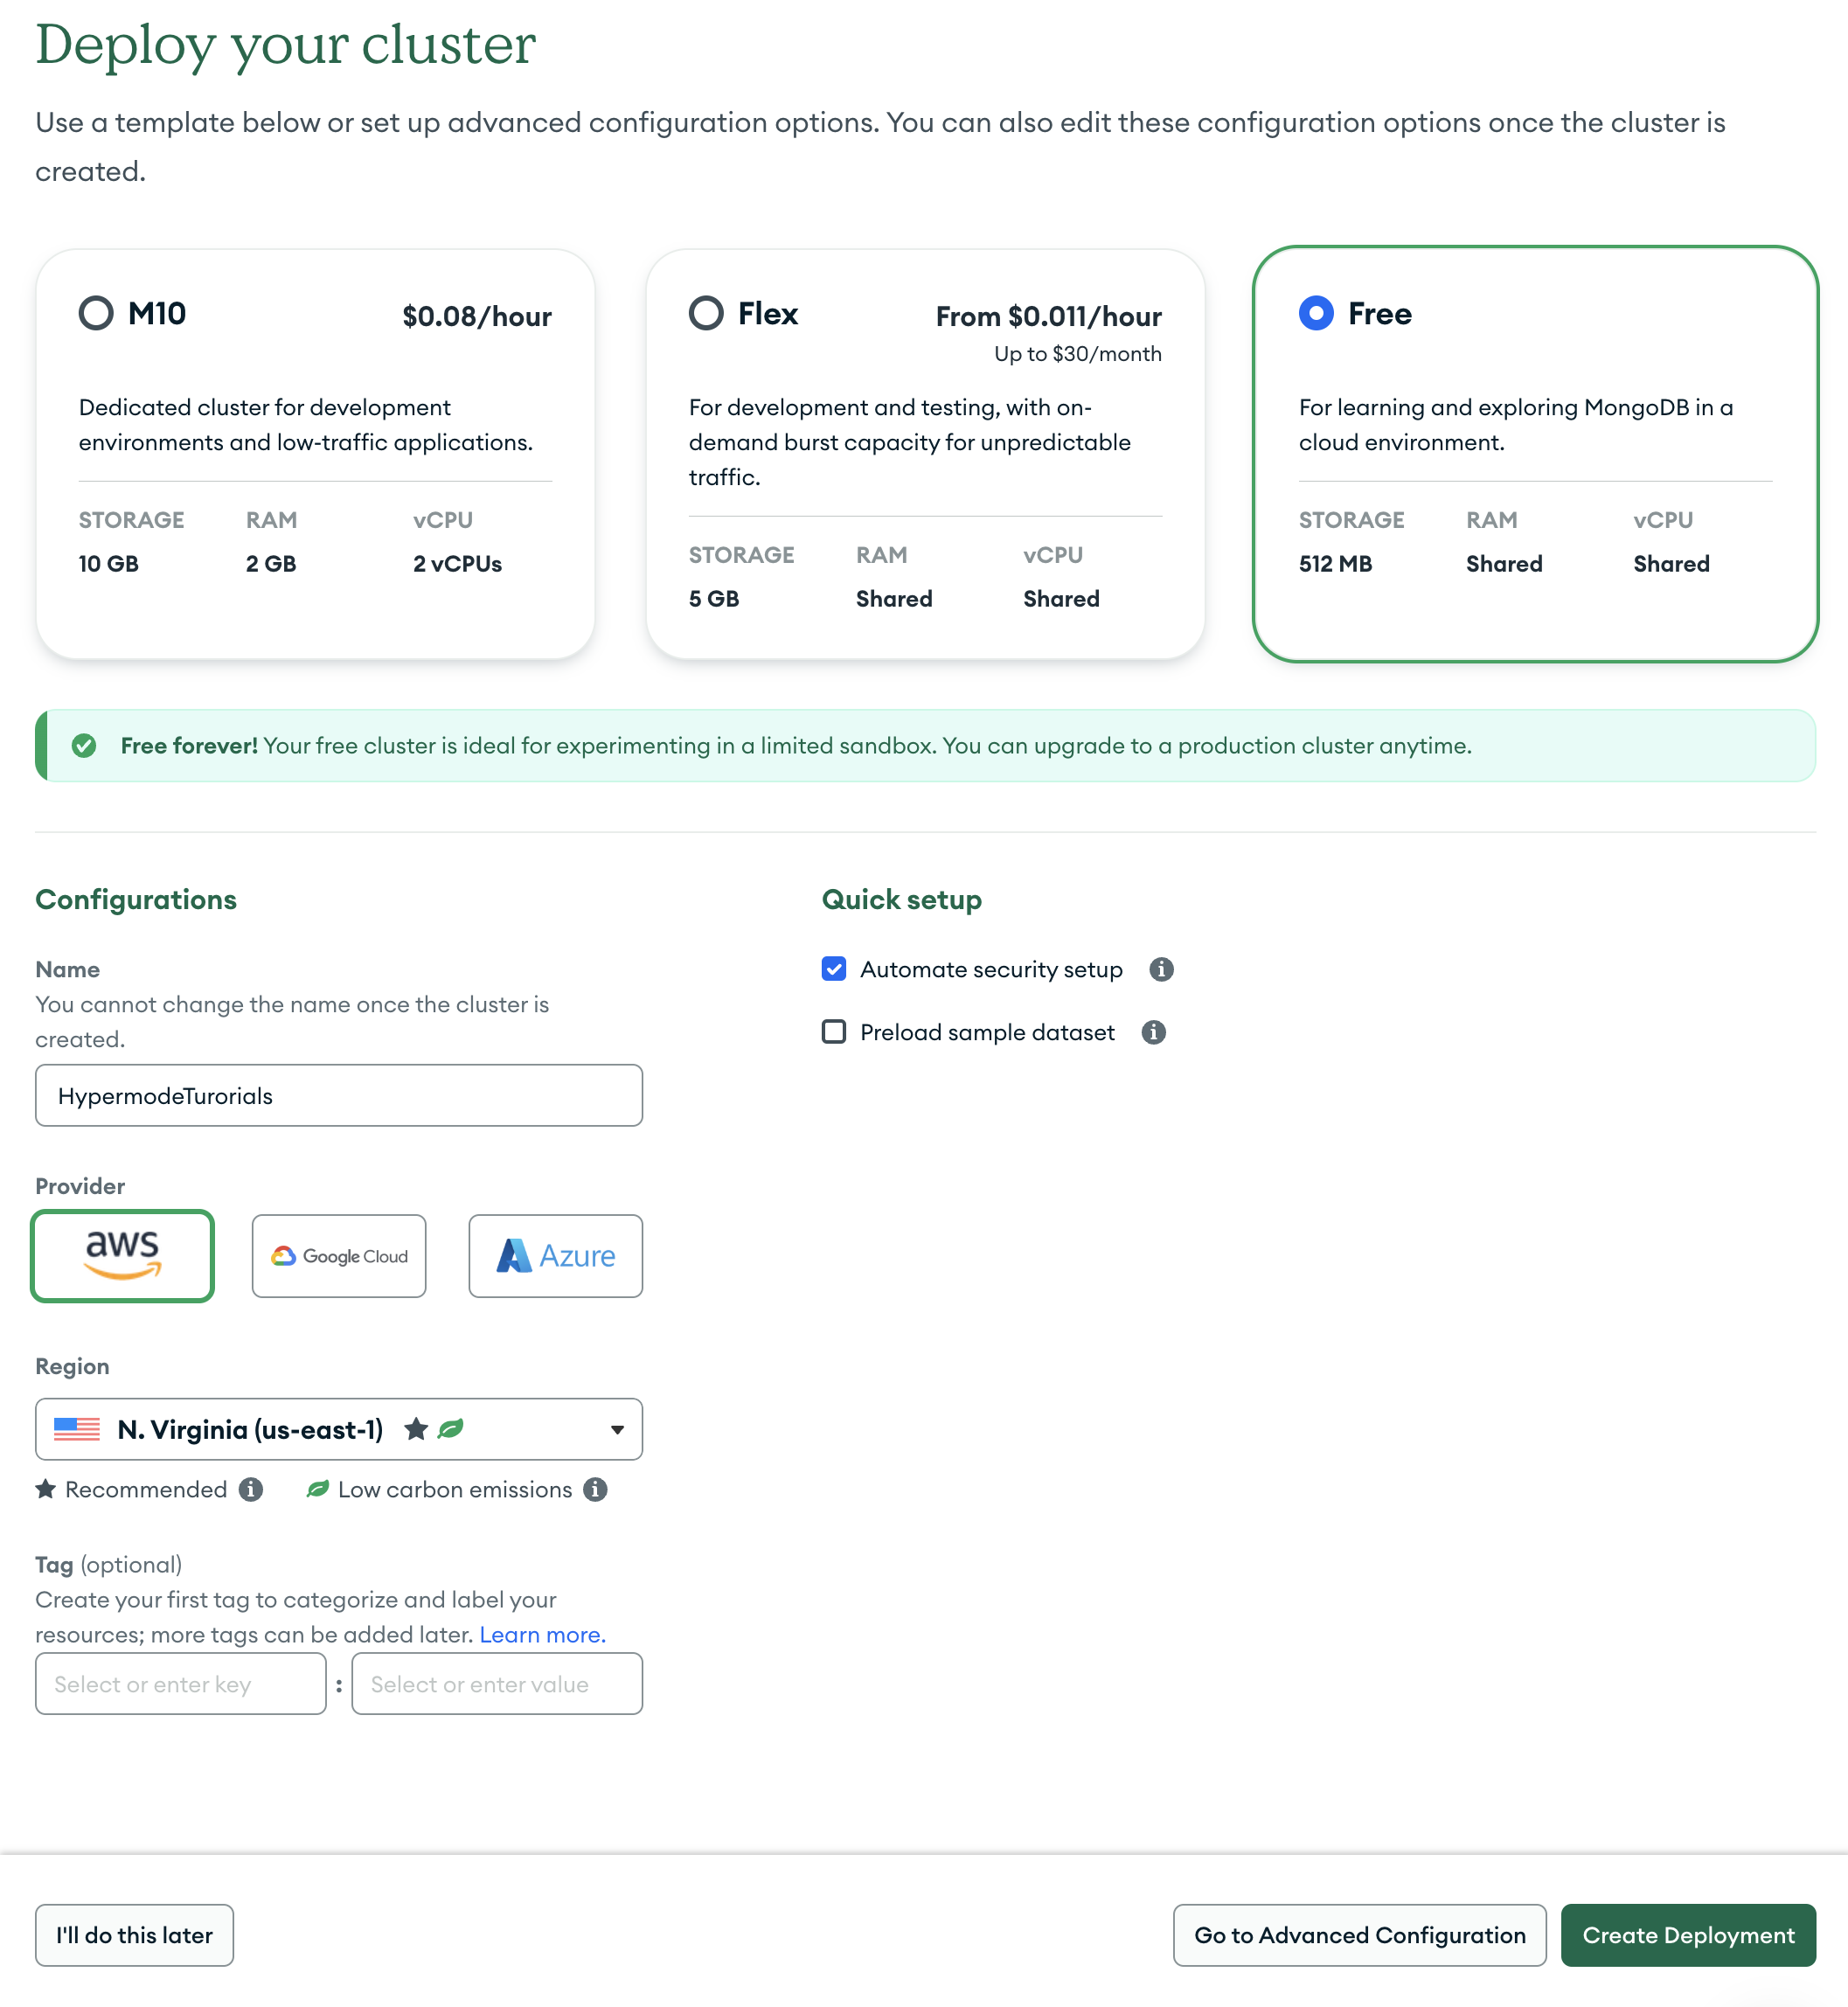 Deploy your cluster
Use a template below or set up advanced configuration options. You can also edit these configuration options once the cluster is
created.
M10
$0.08/hour
Dedicated cluster for development
environments and low-traffic applications.
STORAGE RAM vCPU
10 GB 2 GB 2 vCPUs
Flex
From $0.011/hour
Up to $30/month
For development and testing, with on-
demand burst capacity for unpredictable
traffic.
STORAGE RAM vCPU
5 GB Shared Shared
Free
For learning and exploring MongoDB in a
cloud environment.
STORAGE RAM vCPU
512 MB Shared Shared
Free forever! Your free cluster is ideal for experimenting in a limited sandbox. You can upgrade to a production cluster anytime.
Configurations
Name
You cannot change the name once the cluster is
created.
HypermodeTurorials
Provider
aws
Google Cloud
Azure
Region
N. Virginia (us-east-1)
Recommended
Low carbon emissions
Tag (optional)
Create your first tag to categorize and label your
resources; more tags can be added later. Learn more.
Select or enter key : Select or enter value
Quick setup
Automate security setup
Preload sample dataset
I'll do this later
Go to Advanced Configuration
Create Deployment